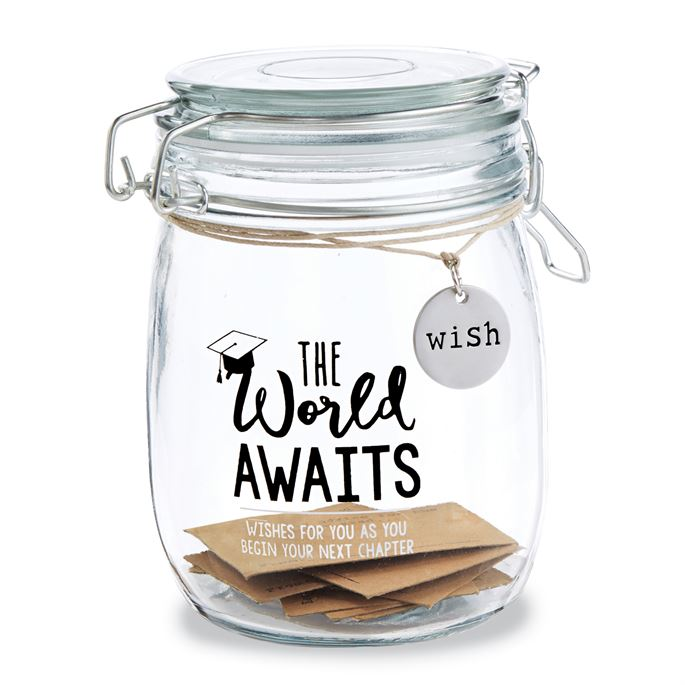 wish
THE
World
AWAITS
WISHES FOR YOU AS YOU
BEGIN YOUR NEXT CHAPTER